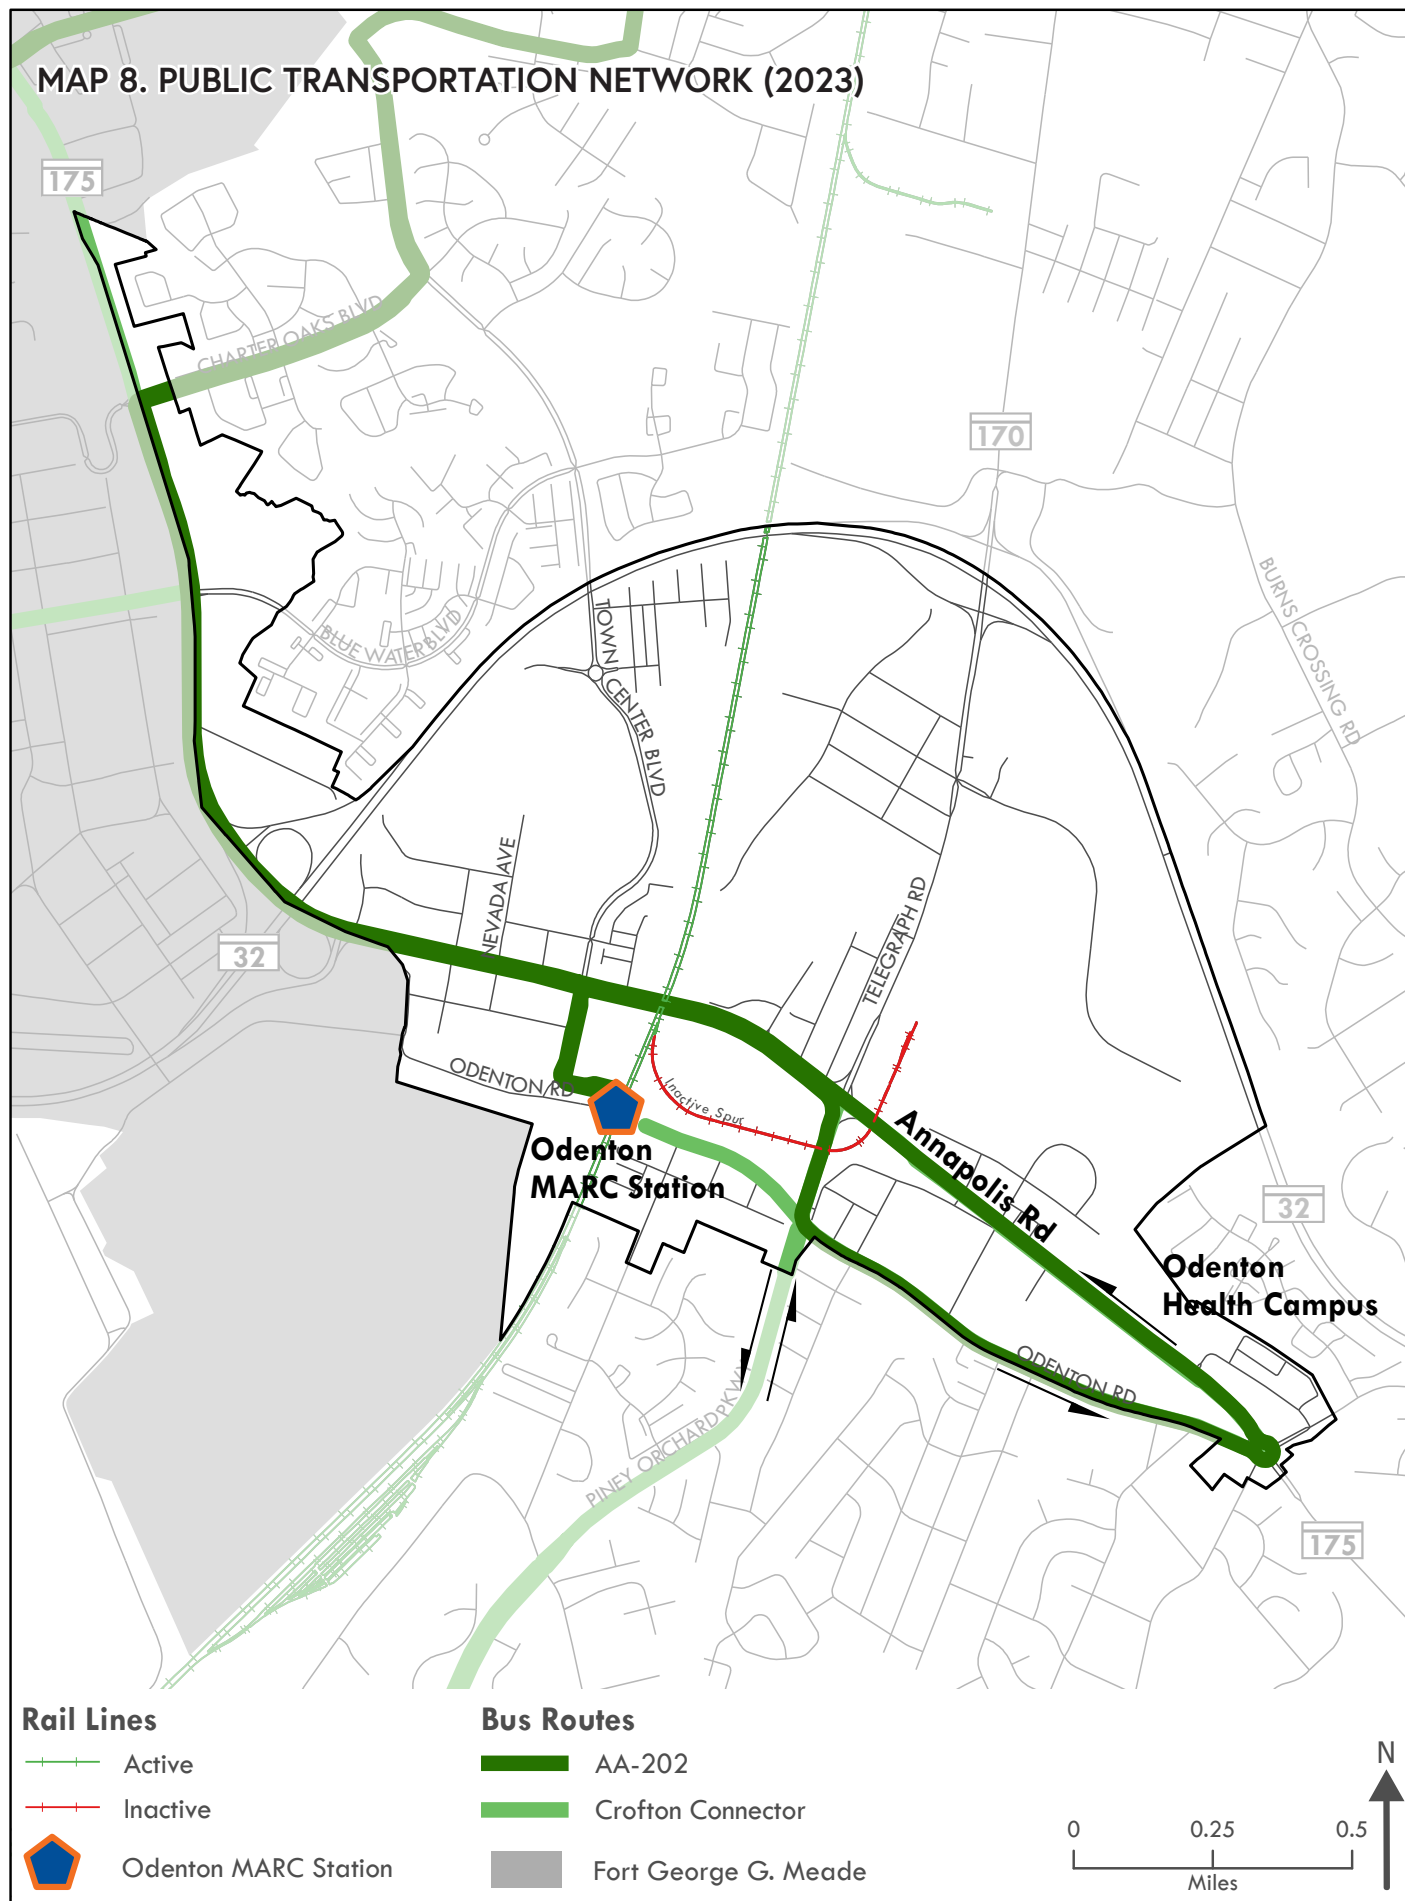 MAP 8. PUBLIC TRANSPORTATION NETWORK (2023)
175
CHARTER OAKS BLVD
170
BURNS CROSSING RD
BLUE WATER BLVD
TOWN CENTER BLVD
NEVADA AVE
TELEGRAPH RD
32
ODENTON RD
Inactive Spur
Odenton
MARC Station
Annapolis Rd
32
Odenton
Health Campus
ODENTON RD
PINEY ORCHARD PKWY
175
Rail Lines
Active
Inactive
Odenton MARC Station
Bus Routes
AA-202
Crofton Connector
Fort George G. Meade
N
0 0.25 0.5
Miles